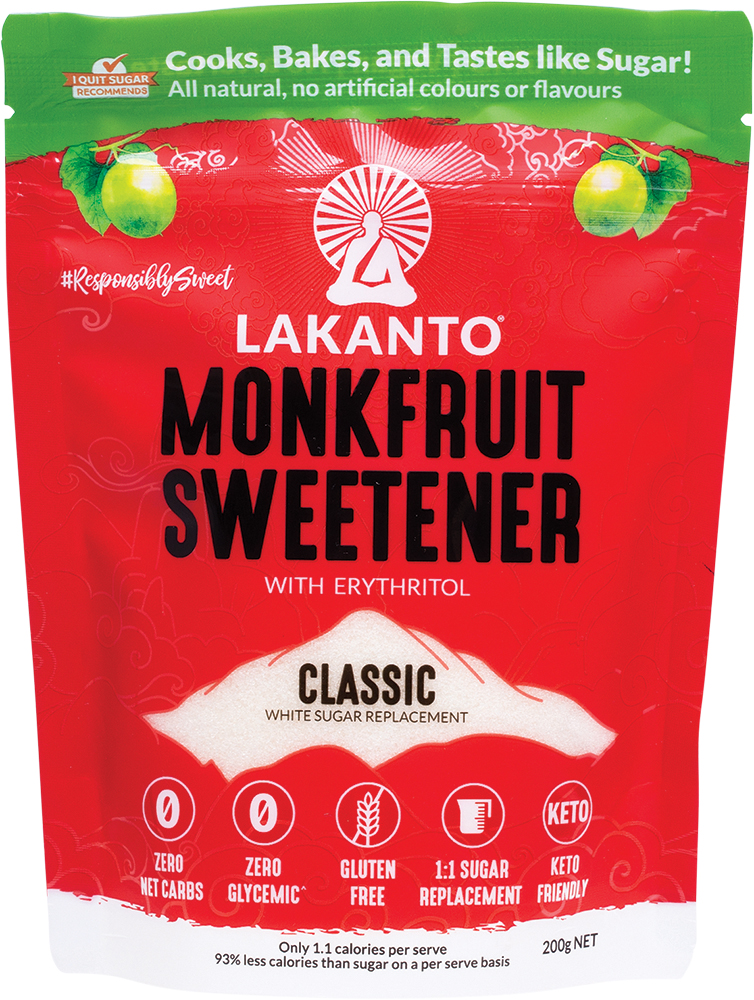 I QUIT SUGAR
RECOMMENDS
Cooks, Bakes, and Tastes like Sugar!
All natural, no artificial colours or flavours
#ResponsiblySweet
LAKANTO®
MONKFRUIT
SWEETENER
WITH ERYTHRITOL
CLASSIC
WHITE SUGAR REPLACEMENT
0
ZERO
NET CARBS
0
ZERO
GLYCEMIC^
GLUTEN
FREE
1:1 SUGAR
REPLACEMENT
KETO
KETO
FRIENDLY
Only 1.1 calories per serve
93% less calories than sugar on a per serve basis
200g NET